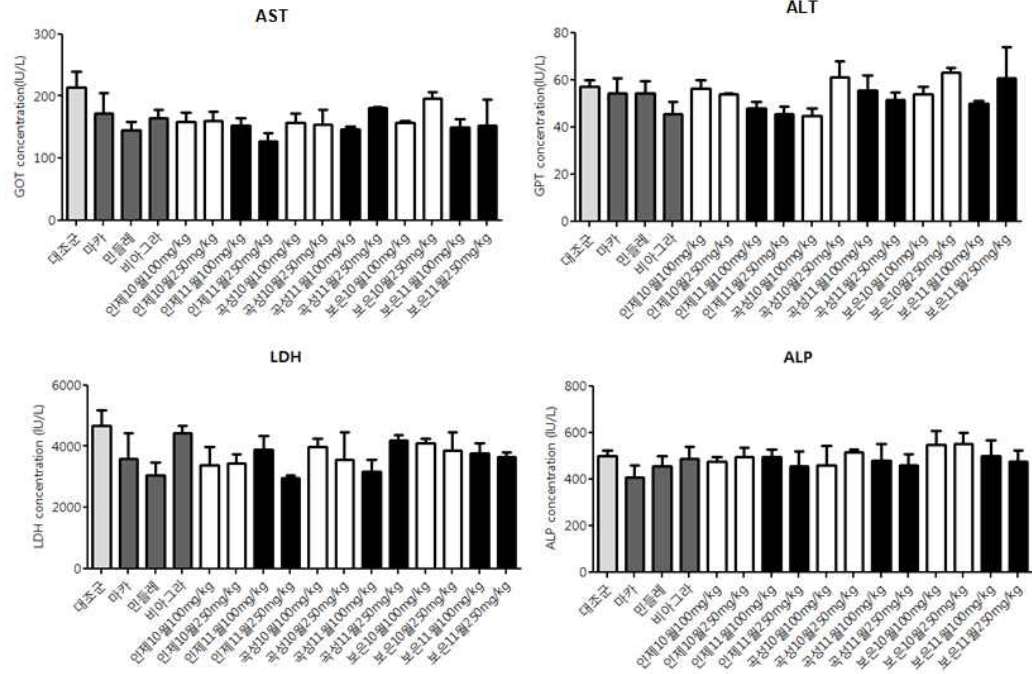 AST
GOT concentration(IU/L)
300
200
100
0
대조군
마카
민들레
비아그라
인제10월100mg/kg
인제10월250mg/kg
인제11월100mg/kg
인제11월250mg/kg
곡성10월100mg/kg
곡성10월250mg/kg
곡성11월100mg/kg
곡성11월250mg/kg
보은10월100mg/kg
보은10월250mg/kg
보은11월100mg/kg
보은11월250mg/kg
ALT
GPT concentration(IU/L)
80
60
40
20
0
대조군
마카
민들레
비아그라
인제10월100mg/kg
인제10월250mg/kg
인제11월100mg/kg
인제11월250mg/kg
곡성10월100mg/kg
곡성10월250mg/kg
곡성11월100mg/kg
곡성11월250mg/kg
보은10월100mg/kg
보은10월250mg/kg
보은11월100mg/kg
보은11월250mg/kg
LDH
LDH concentration (IU/L)
6000
4000
2000
0
대조군
마카
민들레
비아그라
인제10월100mg/kg
인제10월250mg/kg
인제11월100mg/kg
인제11월250mg/kg
곡성10월100mg/kg
곡성10월250mg/kg
곡성11월100mg/kg
곡성11월250mg/kg
보은10월100mg/kg
보은10월250mg/kg
보은11월100mg/kg
보은11월250mg/kg
ALP
ALP concentration (IU/L)
800
600
400
200
0
대조군
마카
민들레
비아그라
인제10월100mg/kg
인제10월250mg/kg
인제11월100mg/kg
인제11월250mg/kg
곡성10월100mg/kg
곡성10월250mg/kg
곡성11월100mg/kg
곡성11월250mg/kg
보은10월100mg/kg
보은10월250mg/kg
보은11월100mg/kg
보은11월250mg/kg